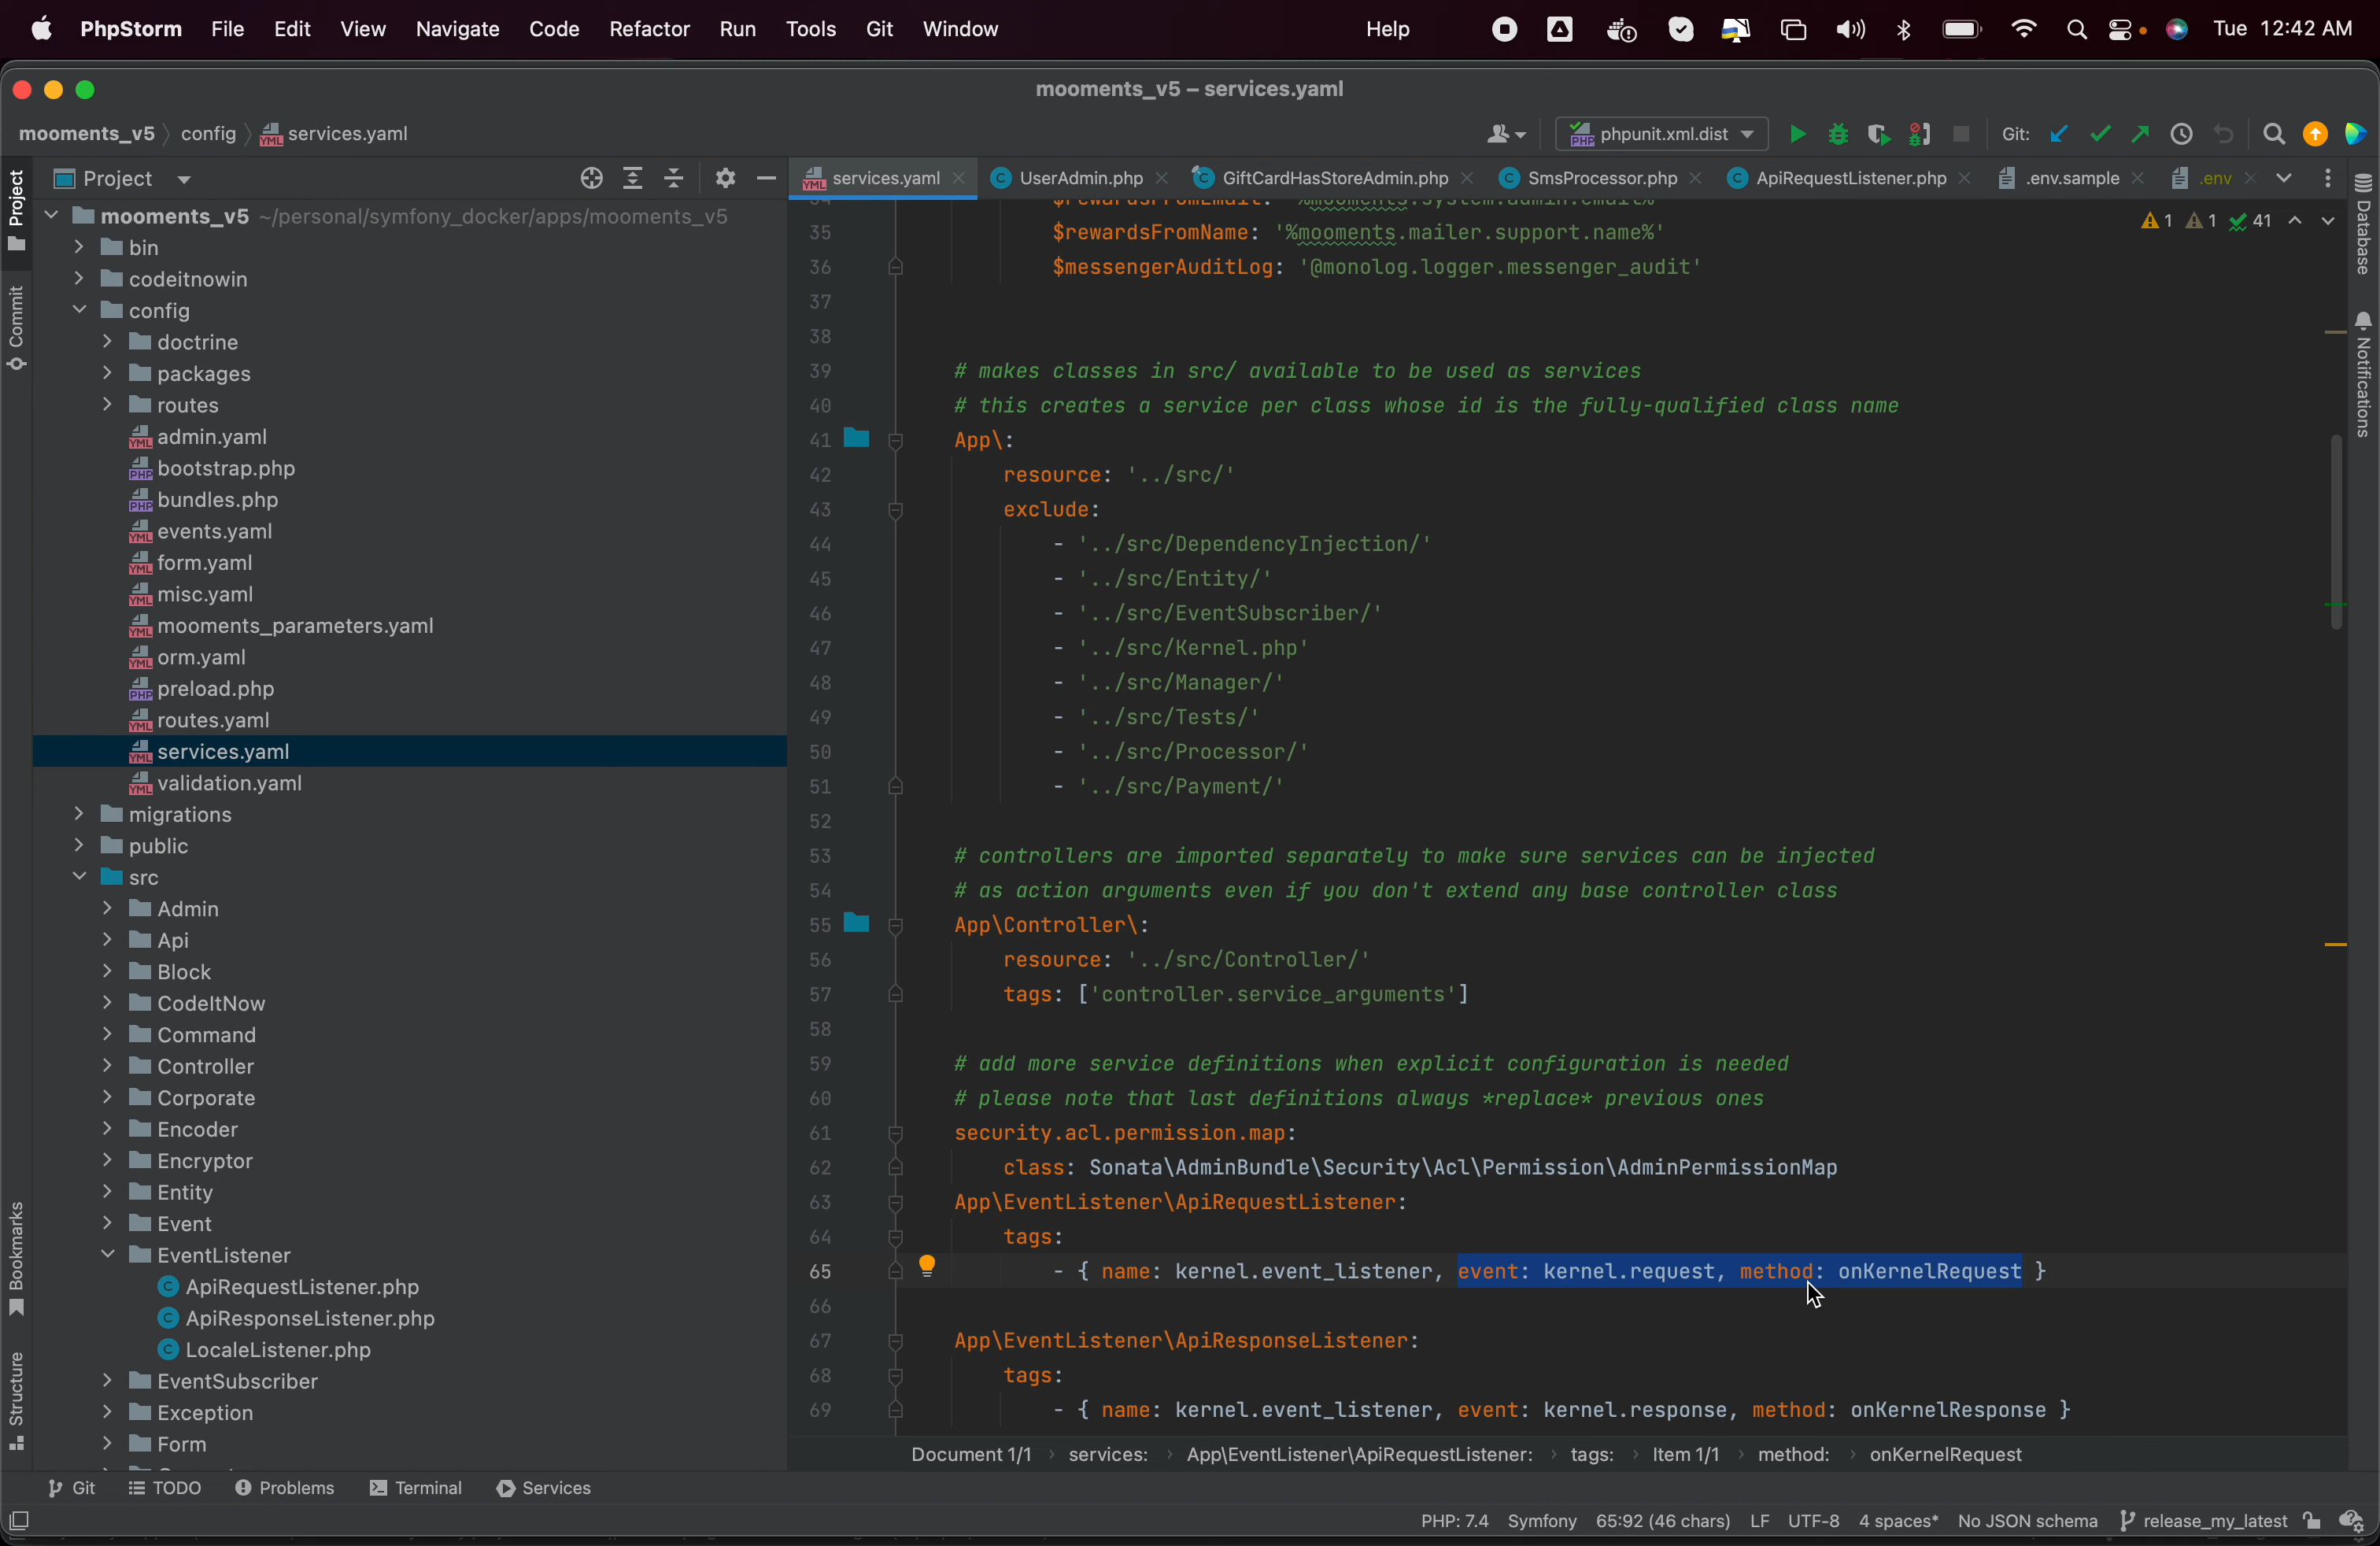 PhpStorm File Edit View Navigate Code Refactor Run Tools Git Window Help Tue 12:42 AM
mooments_v5 – services.yaml
mooments_v5 config services.yaml phpunit.xml.dist Git:
Project services.yaml UserAdmin.php GiftCardHasStoreAdmin.php SmsProcessor.php ApiRequestListener.php .env.sample .env
Project
Commit
Bookmarks
Structure
mooments_v5 ~/personal/symfony_docker/apps/mooments_v5
bin
codeitnowin
config
doctrine
packages
routes
admin.yaml
bootstrap.php
bundles.php
events.yaml
form.yaml
misc.yaml
mooments_parameters.yaml
orm.yaml
preload.php
routes.yaml
services.yaml
validation.yaml
migrations
public
src
Admin
Api
Block
CodeItNow
Command
Controller
Corporate
Encoder
Encryptor
Entity
Event
EventListener
ApiRequestListener.php
ApiResponseListener.php
LocaleListener.php
EventSubscriber
Exception
Form
1 1 41
35 $rewardsFromName: '%mooments.mailer.support.name%'
36 $messengerAuditLog: '@monolog.logger.messenger_audit'
37
38
39 # makes classes in src/ available to be used as services
40 # this creates a service per class whose id is the fully-qualified class name
41 App\:
42 resource: '../src/'
43 exclude:
44 - '../src/DependencyInjection/'
45 - '../src/Entity/'
46 - '../src/EventSubscriber/'
47 - '../src/Kernel.php'
48 - '../src/Manager/'
49 - '../src/Tests/'
50 - '../src/Processor/'
51 - '../src/Payment/'
52
53 # controllers are imported separately to make sure services can be injected
54 # as action arguments even if you don't extend any base controller class
55 App\Controller\:
56 resource: '../src/Controller/'
57 tags: ['controller.service_arguments']
58
59 # add more service definitions when explicit configuration is needed
60 # please note that last definitions always *replace* previous ones
61 security.acl.permission.map:
62 class: Sonata\AdminBundle\Security\Acl\Permission\AdminPermissionMap
63 App\EventListener\ApiRequestListener:
64 tags:
65 - { name: kernel.event_listener, event: kernel.request, method: onKernelRequest }
66
67 App\EventListener\ApiResponseListener:
68 tags:
69 - { name: kernel.event_listener, event: kernel.response, method: onKernelResponse }
Document 1/1 services: App\EventListener\ApiRequestListener: tags: Item 1/1 method: onKernelRequest
Database
Notifications
Git TODO Problems Terminal Services
PHP: 7.4 Symfony 65:92 (46 chars) LF UTF-8 4 spaces* No JSON schema release_my_latest